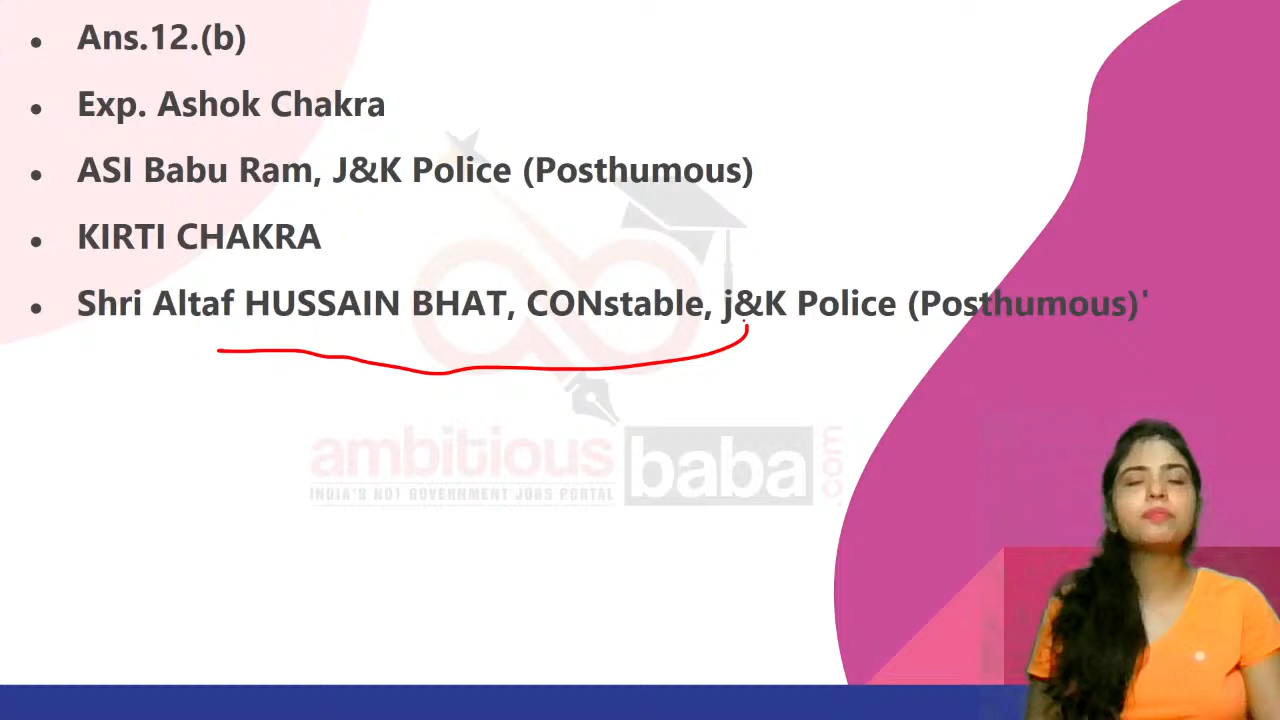 Ans.12.(b)
Exp. Ashok Chakra
ASI Babu Ram, J&K Police (Posthumous)
KIRTI CHAKRA
Shri Altaf HUSSAIN BHAT, CONstable, j&K Police (Posthumous)'
ambitious baba .com
INDIA'S NO1 GOVERNMENT JOBS PORTAL